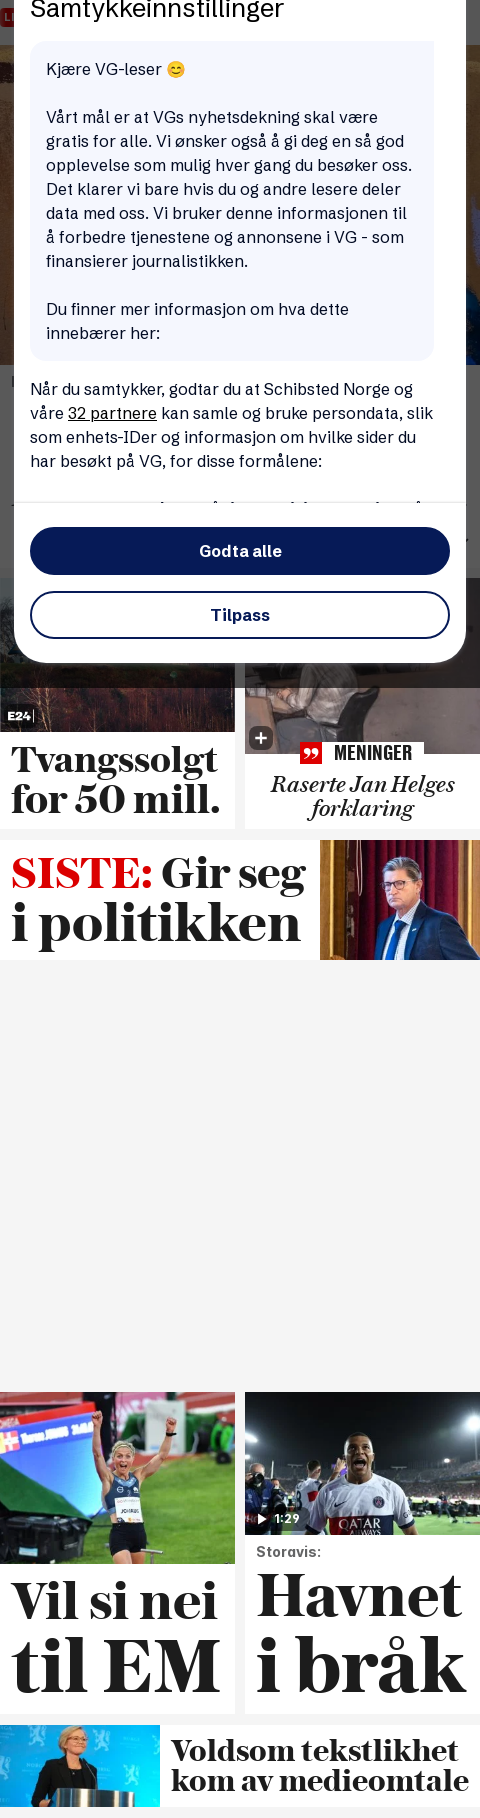 Samtykkeinnstillinger
Kjære VG-leser 😊
Vårt mål er at VGs nyhetsdekning skal være
gratis for alle. Vi ønsker også å gi deg en så god
opplevelse som mulig hver gang du besøker oss.
Det klarer vi bare hvis du og andre lesere deler
data med oss. Vi bruker denne informasjonen til
å forbedre tjenestene og annonsene i VG - som
finansierer journalistikken.
Du finner mer informasjon om hva dette
innebærer her:
Når du samtykker, godtar du at Schibsted Norge og
våre 32 partnere kan samle og bruke persondata, slik
som enhets-IDer og informasjon om hvilke sider du
har besøkt på VG, for disse formålene:
Godta alle
Tilpass
E24
Tvangssolgt
for 50 mill.
MENINGER
Raserte Jan Helges
forklaring
SISTE: Gir seg
i politikken
JOHAUG
Vil si nei
til EM
QATAR
AIRWAYS
1:29
Storavis:
Havnet
i bråk
Voldsom tekstlikhet
kom av medieomtale